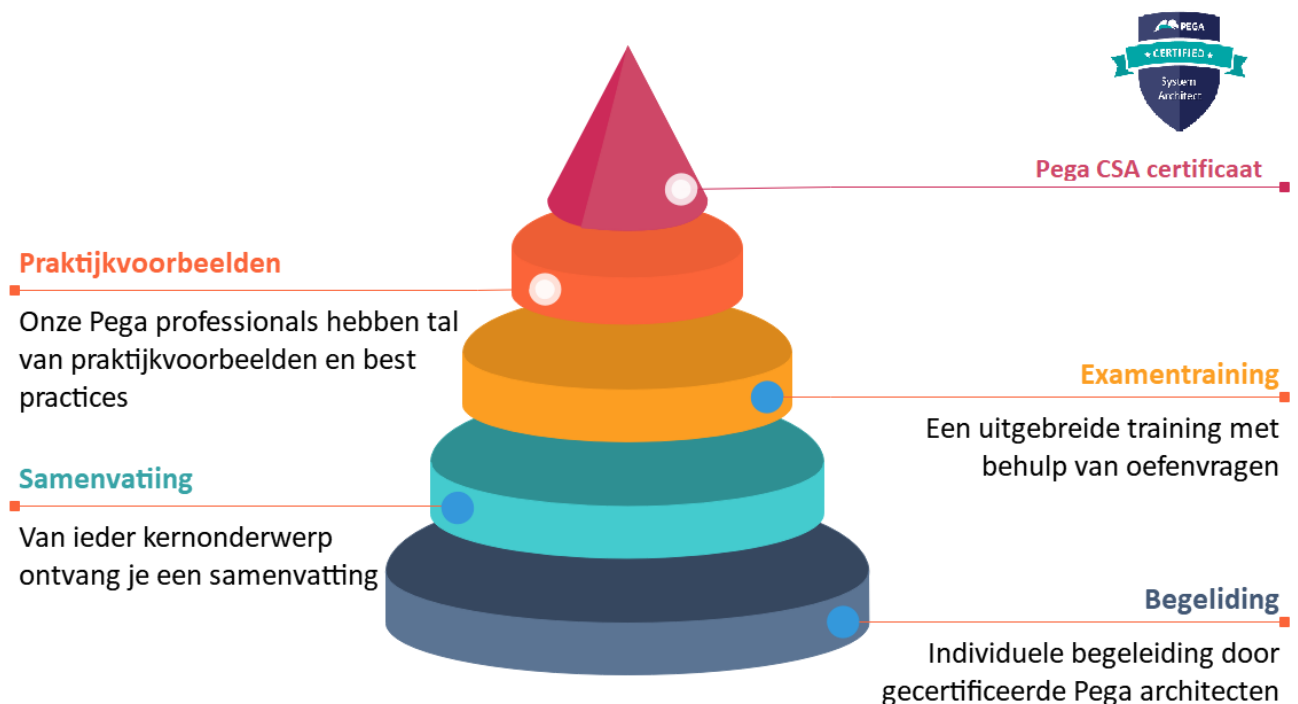 PEGA
CERTIFIED
System
Architect
Pega CSA certificaat
Praktijkvoorbeelden
Onze Pega professionals hebben tal
van praktijkvoorbeelden en best
practices
Examentraining
Een uitgebreide training met
behulp van oefenvragen
Samenvatiing
Van ieder kernonderwerp
ontvang je een samenvatting
Begeliding
Individuele begeleiding door
gecertificeerde Pega architecten